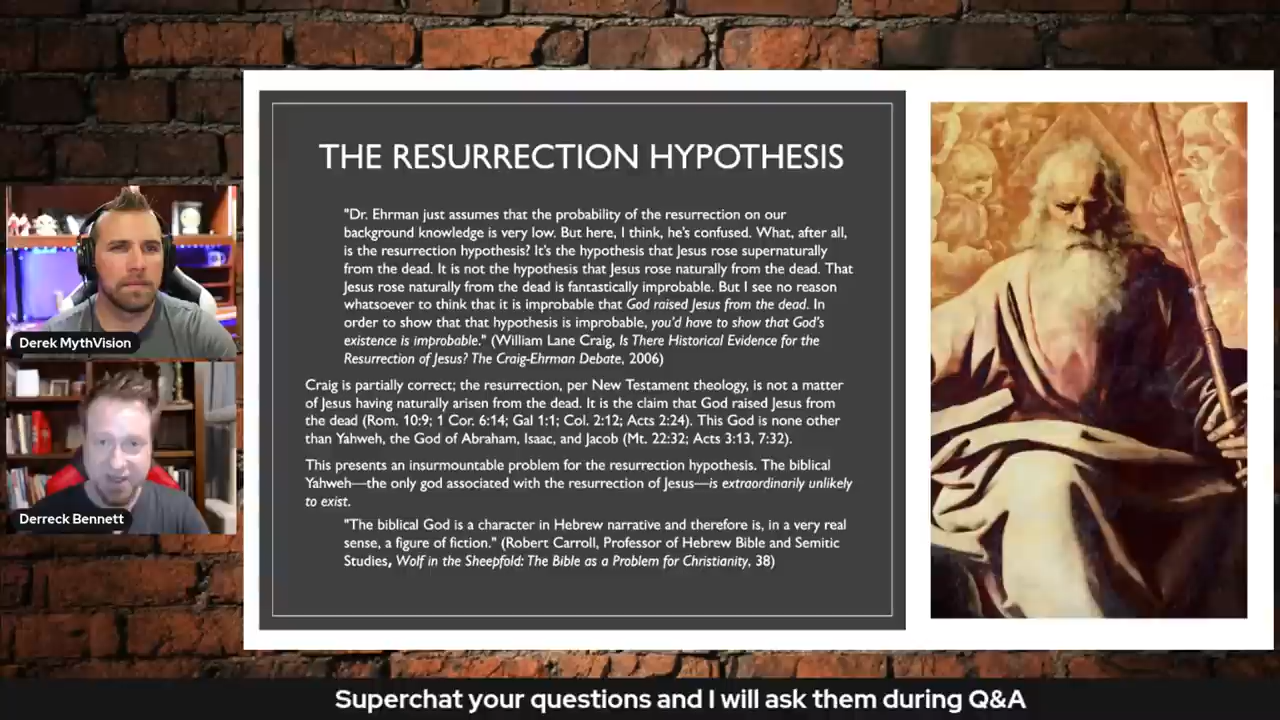 THE RESURRECTION HYPOTHESIS
"Dr. Ehrman just assumes that the probability of the resurrection on our
background knowledge is very low. But here, I think, he's confused. What, after all,
is the resurrection hypothesis? It's the hypothesis that Jesus rose supernaturally
from the dead. It is not the hypothesis that Jesus rose naturally from the dead. That
Jesus rose naturally from the dead is fantastically improbable. But I see no reason
whatsoever to think that it is improbable that God raised Jesus from the dead. In
order to show that that hypothesis is improbable, you'd have to show that God's
existence is improbable." (William Lane Craig, Is There Historical Evidence for the
Resurrection of Jesus? The Craig-Ehrman Debate, 2006)
Craig is partially correct; the resurrection, per New Testament theology, is not a matter
of Jesus having naturally arisen from the dead. It is the claim that God raised Jesus from
the dead (Rom. 10:9; 1 Cor. 6:14; Gal 1:1; Col. 2:12; Acts 2:24). This God is none other
than Yahweh, the God of Abraham, Isaac, and Jacob (Mt. 22:32; Acts 3:13, 7:32).
This presents an insurmountable problem for the resurrection hypothesis. The biblical
Yahweh—the only god associated with the resurrection of Jesus—is extraordinarily unlikely
to exist.
"The biblical God is a character in Hebrew narrative and therefore is, in a very real
sense, a figure of fiction." (Robert Carroll, Professor of Hebrew Bible and Semitic
Studies, Wolf in the Sheepfold: The Bible as a Problem for Christianity, 38)
Derek MythVision
Derreck Bennett
Superchat your questions and I will ask them during Q&A